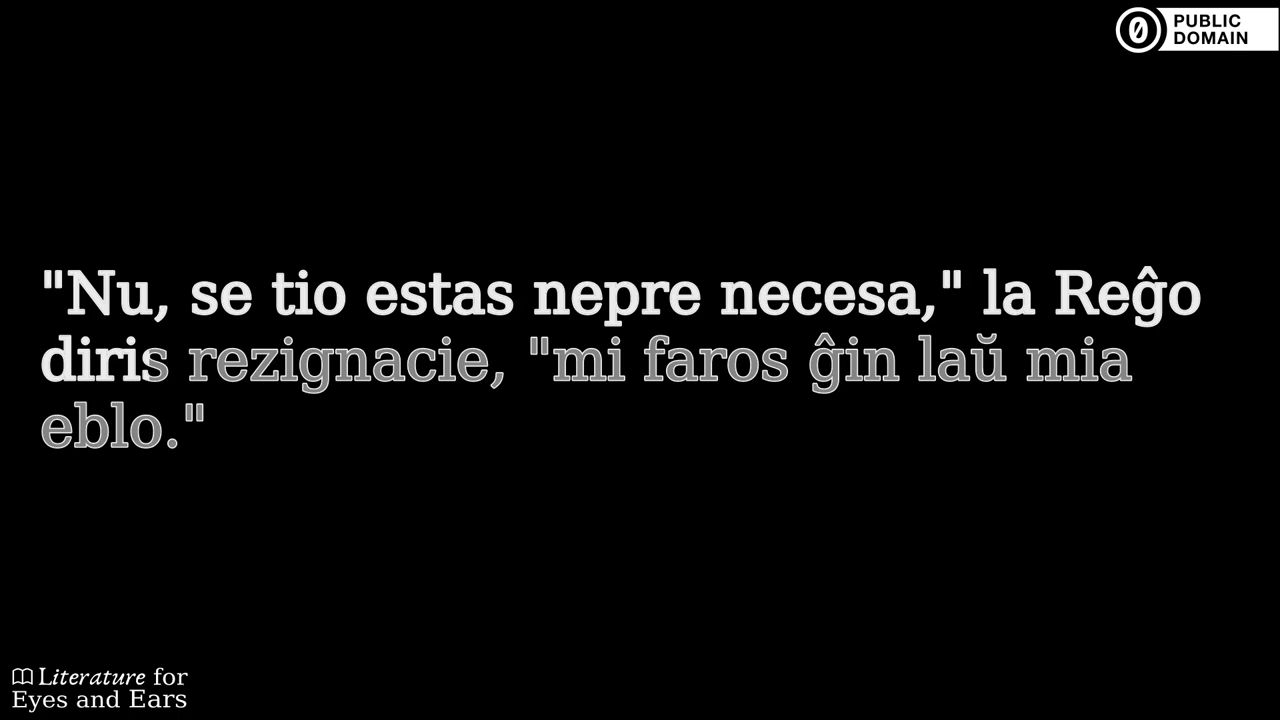 PUBLIC
DOMAIN
"Nu, se tio estas nepre necesa," la Reĝo
diris rezignacie, "mi faros ĝin laŭ mia
eblo."
Literature for
Eyes and Ears